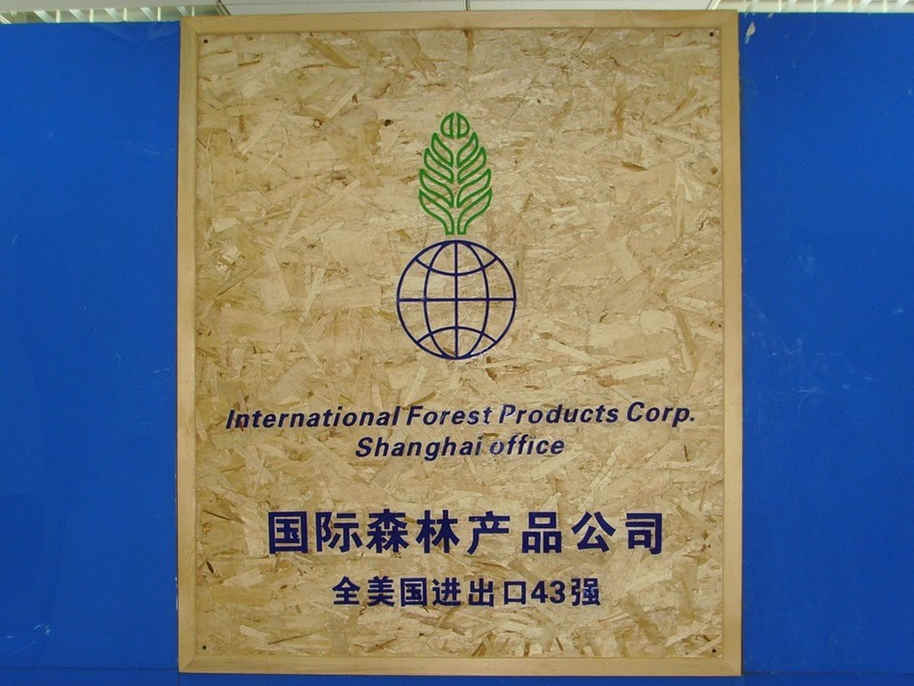 International Forest Products Corp.
Shanghai office
国际森林产品公司
全美国进出口43强